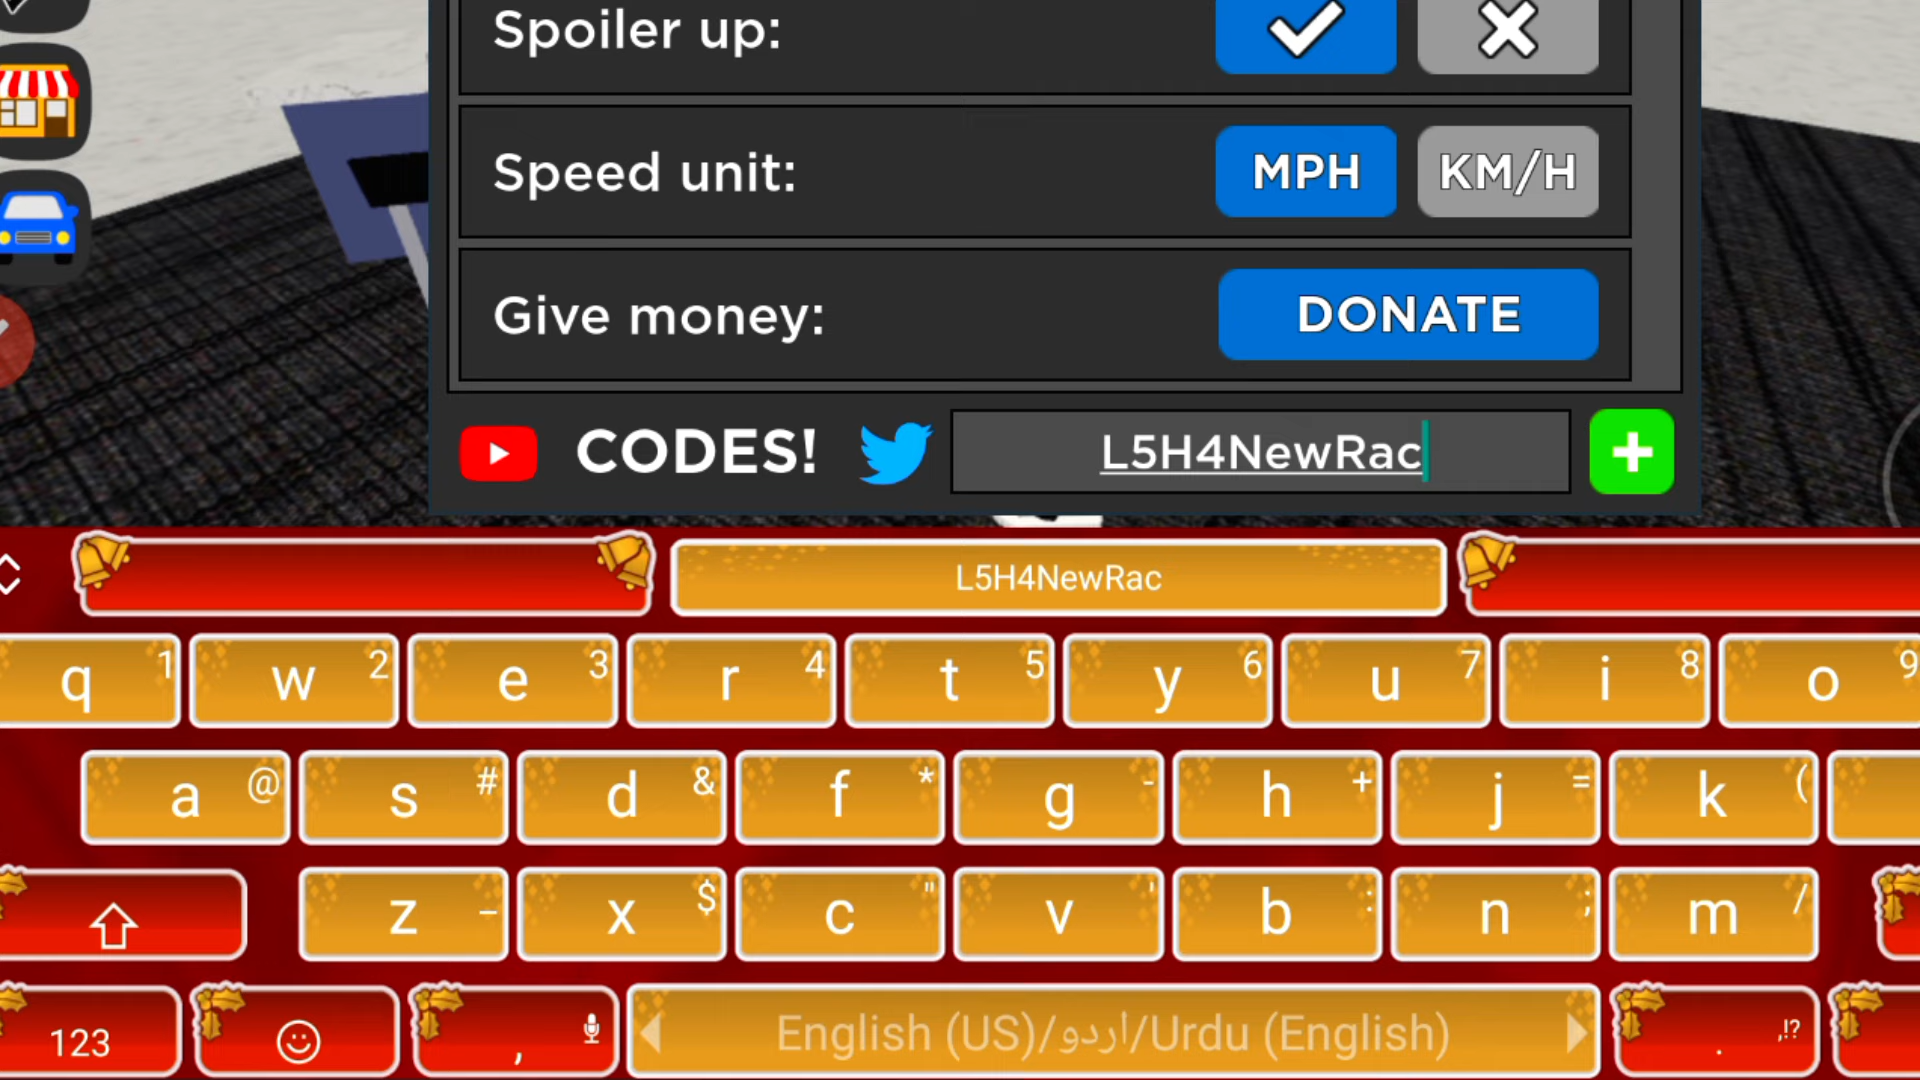 Spoiler up:
Speed unit: MPH KM/H
Give money: DONATE
CODES! L5H4NewRac
L5H4NewRac
q 1 w 2 e 3 r 4 t 5 y 6 u 7 i 8 o 9
a @ s # d & f * g - h + j = k (
z – x $ c " v ' b : n ; m /
123 , English (US)/اردو/Urdu (English) . ,!?